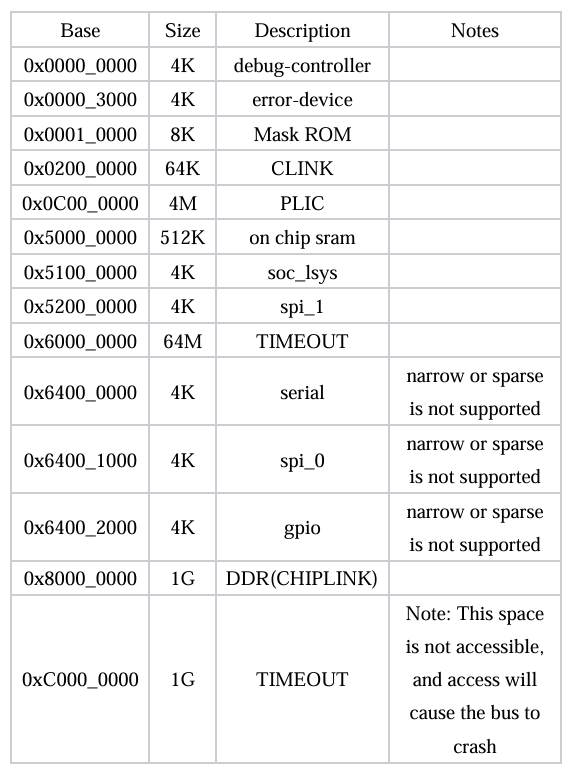 Base Size Description Notes
0x0000_0000 4K debug-controller
0x0000_3000 4K error-device
0x0001_0000 8K Mask ROM
0x0200_0000 64K CLINK
0x0C00_0000 4M PLIC
0x5000_0000 512K on chip sram
0x5100_0000 4K soc_lsys
0x5200_0000 4K spi_1
0x6000_0000 64M TIMEOUT
0x6400_0000 4K serial narrow or sparse
is not supported
0x6400_1000 4K spi_0 narrow or sparse
is not supported
0x6400_2000 4K gpio narrow or sparse
is not supported
0x8000_0000 1G DDR(CHIPLINK)
0xC000_0000 1G TIMEOUT Note: This space
is not accessible,
and access will
cause the bus to
crash